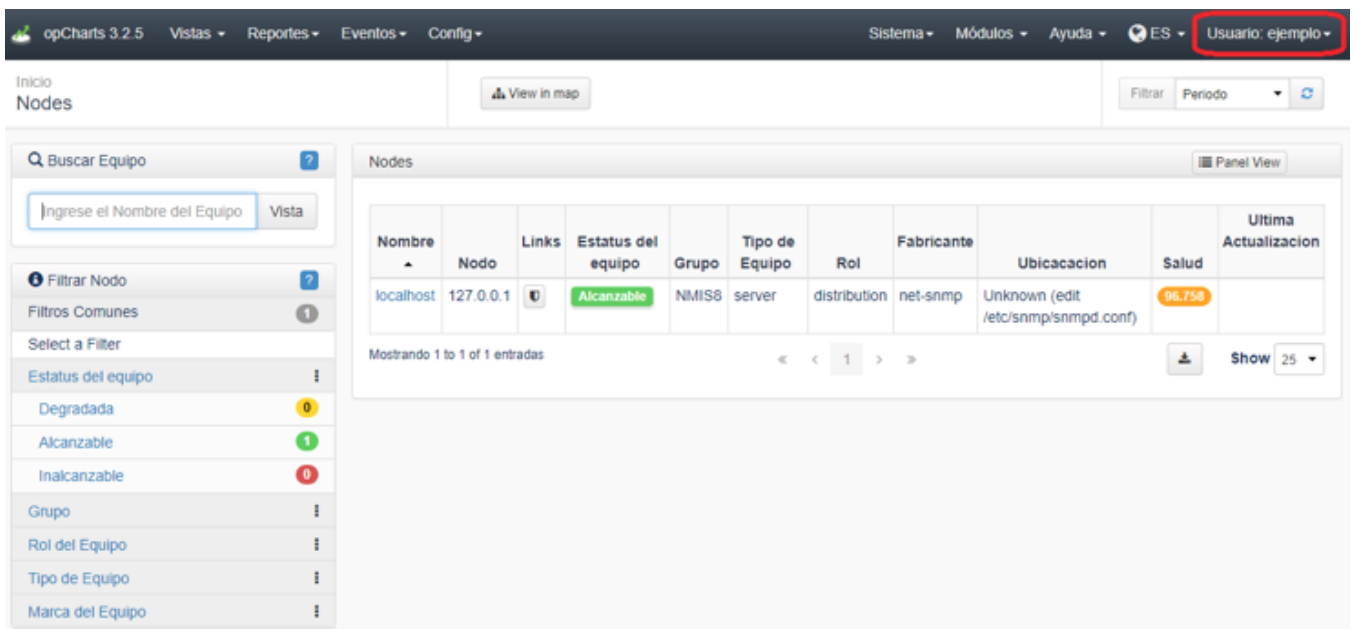 opCharts 3.2.5 Vistas Reportes Eventos Config Sistema Módulos Ayuda ES Usuario: ejemplo
Inicio
Nodes
View in map
Filtrar Periodo
Buscar Equipo ?
Ingrese el Nombre del Equipo Vista
Filtrar Nodo ?
Filtros Comunes 1
Select a Filter
Estatus del equipo
Degradada 0
Alcanzable 1
Inalcanzable 0
Grupo
Rol del Equipo
Tipo de Equipo
Marca del Equipo
Nodes Panel View
Nombre Nodo Links Estatus del equipo Grupo Tipo de Equipo Rol Fabricante Ubicacacion Salud Ultima Actualizacion
localhost 127.0.0.1 Alcanzable NMIS8 server distribution net-snmp Unknown (edit /etc/snmp/snmpd.conf) 96.758
Mostrando 1 to 1 of 1 entradas « < 1 > » Show 25